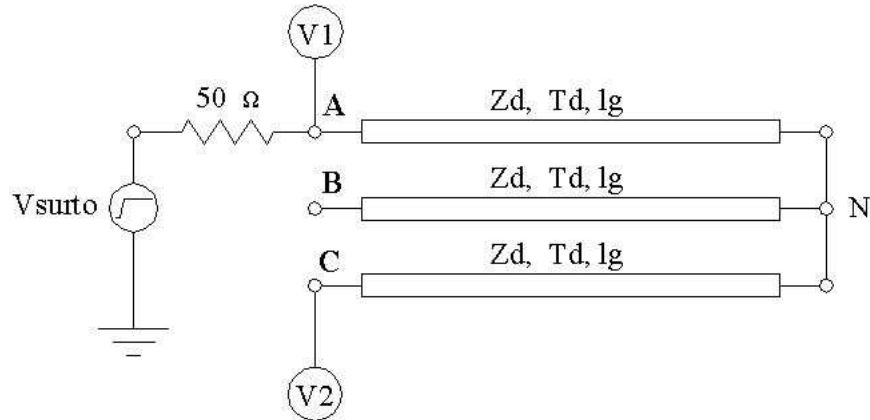 V1
50 Ω
A
Zd, Td, lg
B
Zd, Td, lg
N
Vsurto
C
Zd, Td, lg
V2